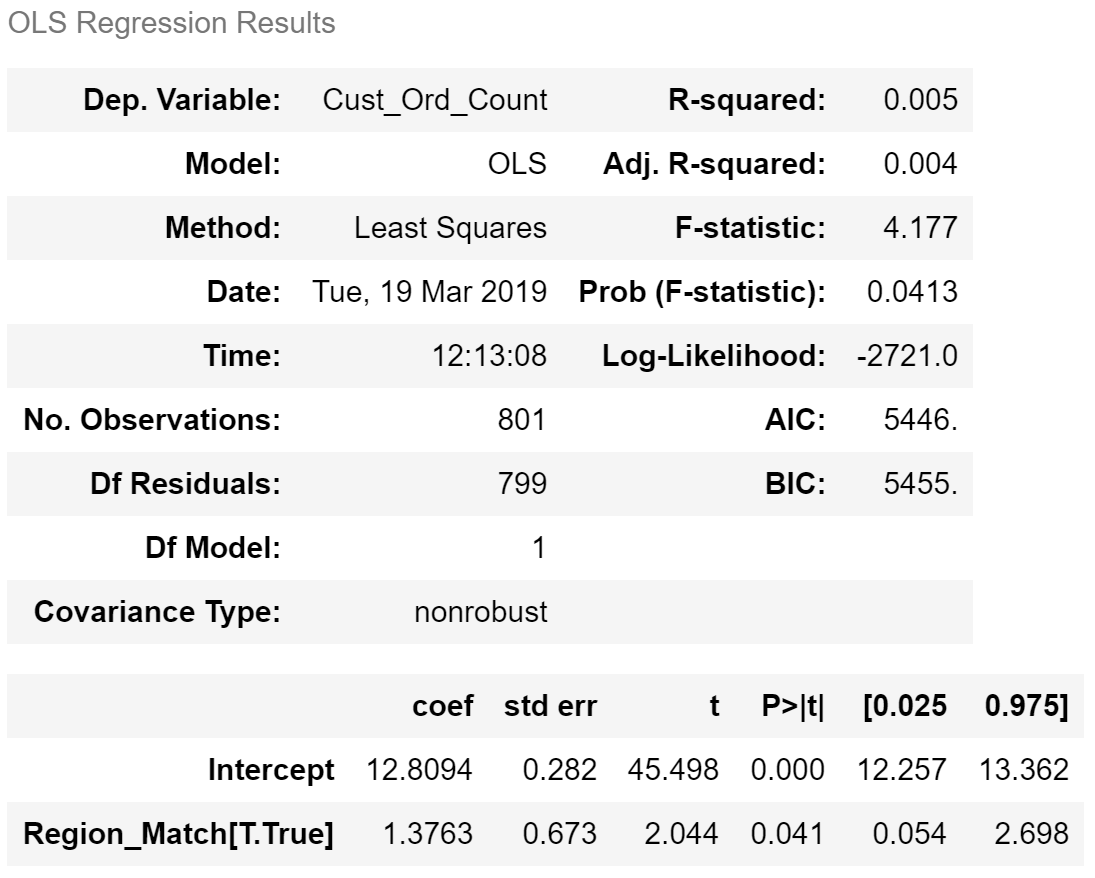 OLS Regression Results
Dep. Variable: Cust_Ord_Count R-squared: 0.005
Model: OLS Adj. R-squared: 0.004
Method: Least Squares F-statistic: 4.177
Date: Tue, 19 Mar 2019 Prob (F-statistic): 0.0413
Time: 12:13:08 Log-Likelihood: -2721.0
No. Observations: 801 AIC: 5446.
Df Residuals: 799 BIC: 5455.
Df Model: 1
Covariance Type: nonrobust
coef std err t P>|t| [0.025 0.975]
Intercept 12.8094 0.282 45.498 0.000 12.257 13.362
Region_Match[T.True] 1.3763 0.673 2.044 0.041 0.054 2.698